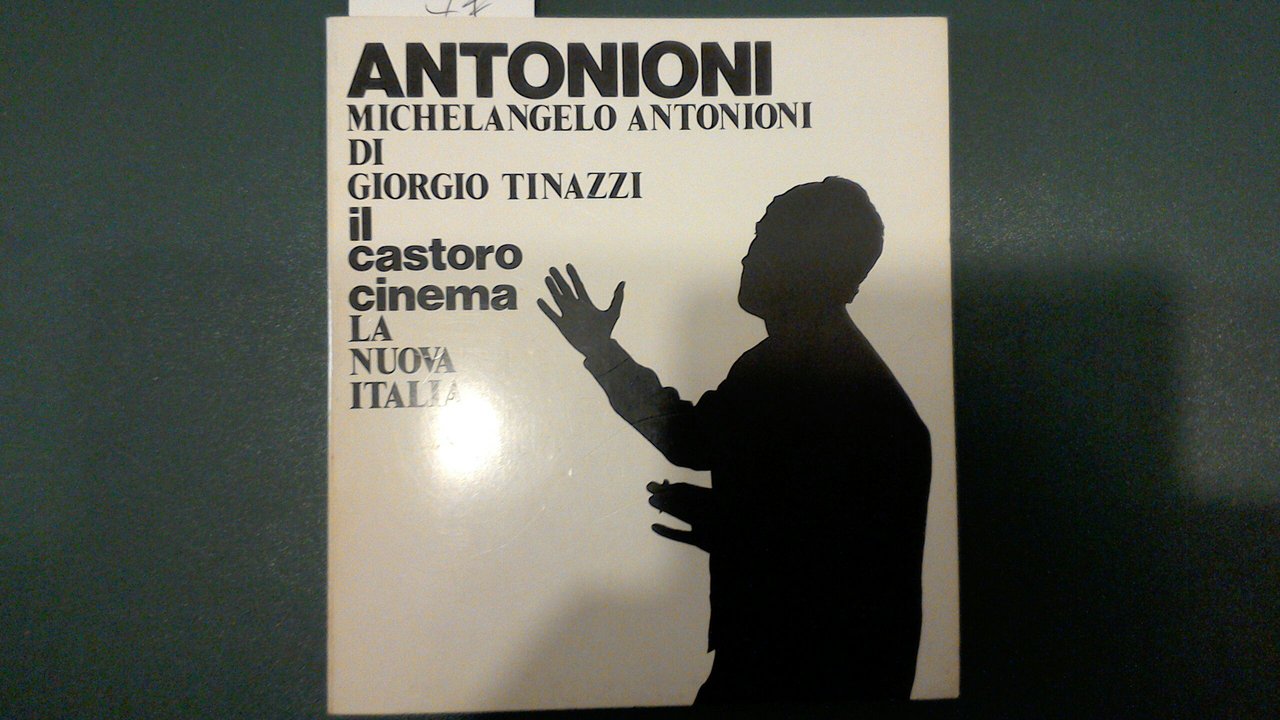 ANTONIONI
MICHELANGELO ANTONIONI
DI
GIORGIO TINAZZI
il
castoro
cinema
LA
NUOVA
ITALIA